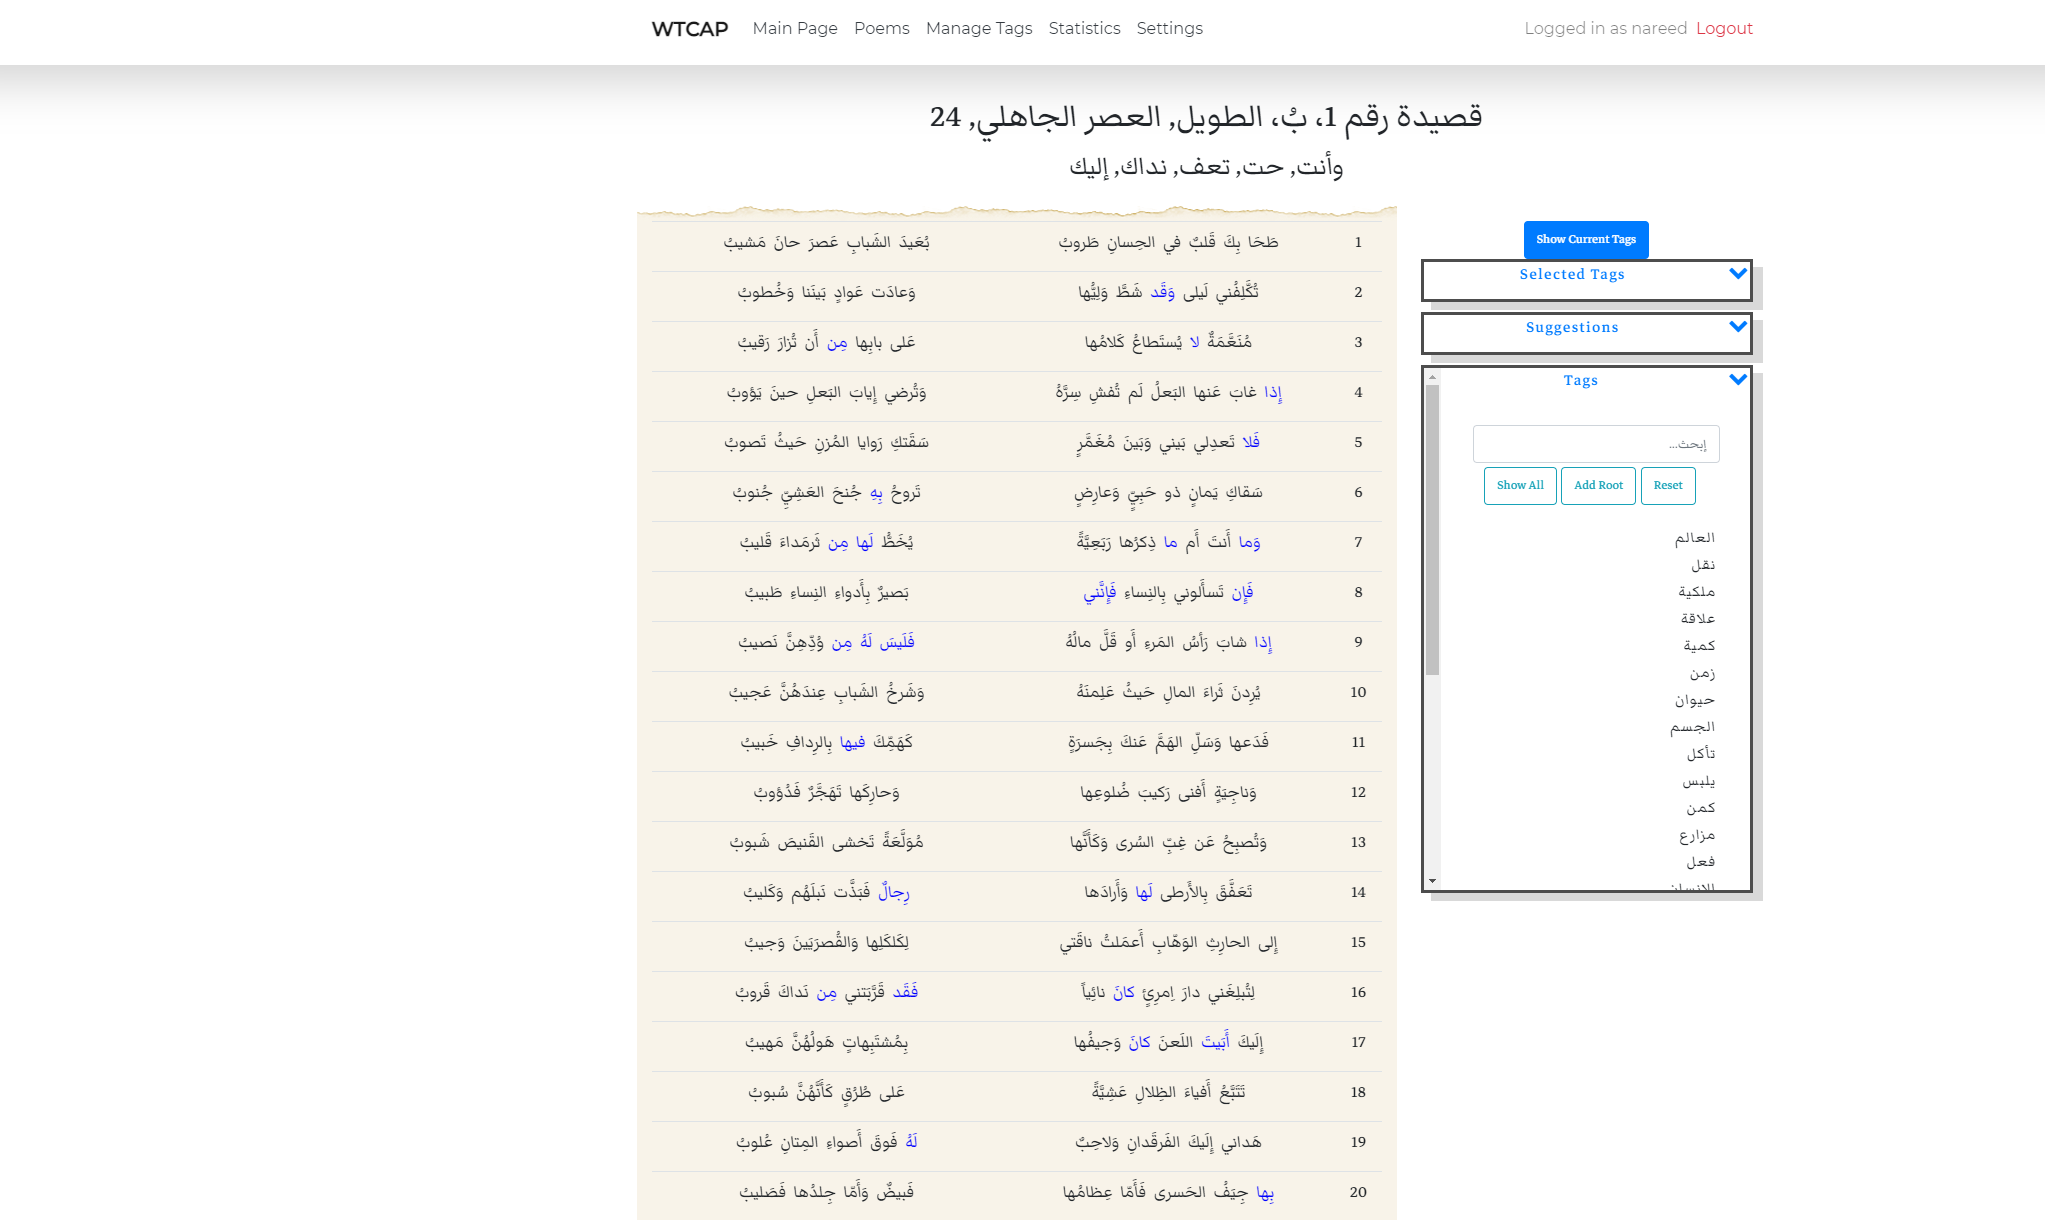 WTCAP Main Page Poems Manage Tags Statistics Settings Logged in as nareed Logout
قصيدة رقم 1، بُ، الطويل, العصر الجاهلي, 24
وأنت, حت, تعف, نداك, إليك
1 طَحَا بِكَ قَلبٌ في الحِسانِ طَروبُ بُعَيدَ الشَبابِ عَصرَ حانَ مَشيبُ
2 تُكَلِّفُني لَيلى وَقَد شَطَّ وَليُّها وَعادَت عَوادٍ بَينَنا وَخُطوبُ
3 مُنَعَّمَةٌ لا يُستَطاعُ كَلامُها عَلى بابِها مِن أَن تُزارَ رَقيبُ
4 إِذا غابَ عَنها البَعلُ لَم تُفشِ سِرَّهُ وَتُرضي إِيابَ البَعلِ حينَ يَؤوبُ
5 فَلا تَعدِلي بَيني وَبَينَ مُغَمَّرٍ سَقَتكِ رَوايا المُزنِ حَيثُ تَصوبُ
6 سَقاكِ يَمانٍ ذو حَبِيٍّ وَعارِضٍ تَروحُ بِهِ جُنحَ العَشِيِّ جُنوبُ
7 وَما أَنتَ أَم ما ذِكرُها رَبَعِيَّةً يُخَطُّ لَها مِن ثَرمَداءَ قَليبُ
8 فَإِن تَسأَلوني بِالنِساءِ فَإِنَّني بَصيرٌ بِأَدواءِ النِساءِ طَبيبُ
9 إِذا شابَ رَأسُ المَرءِ أَو قَلَّ مالُهُ فَلَيسَ لَهُ مِن وُدِّهِنَّ نَصيبُ
10 يُرِدنَ ثَراءَ المالِ حَيثُ عَلِمنَهُ وَشَرخُ الشَبابِ عِندَهُنَّ عَجيبُ
11 فَدَعها وَسَلِّ الهَمَّ عَنكَ بِجَسرَةٍ كَهَمِّكَ فيها بِالرِدافِ خَبيبُ
12 وَناجِيَةٍ أَفنى رَكيبَ ضُلوعِها وَحارِكَها تَهَجَّرٌ فَدُؤوبُ
13 وَتُصبِحُ عَن غِبِّ السُرى وَكَأَنَّها مُوَلَّعَةً تَخشى القَنيصَ شَبوبُ
14 تَعَفَّقَ بِالأَرطى لَها وَأَرادَها رِجالٌ فَبَذَّت نَبلَهُم وَكَليبُ
15 إِلى الحارِثِ الوَهّابِ أَعمَلتُ ناقَتي لِكَلكَلِها وَالقُصرَيَينَ وَجيبُ
16 لِتُبلِغَني دارَ اِمرِئٍ كانَ نائِياً فَقَد قَرَّبَتني مِن نَداكَ قَروبُ
17 إِلَيكَ أَبَيتَ اللَعنَ كانَ وَجيفُها بِمُشتَبِهاتٍ هَولُهُنَّ مَهيبُ
18 تَتَبَّعُ أَفياءَ الظِلالِ عَشِيَّةً عَلى طُرُقٍ كَأَنَّهُنَّ سُبوبُ
19 هَداني إِلَيكَ الفَرقَدانِ وَلاحِبٌ لَهُ فَوقَ أَصواءِ المِتانِ عُلوبُ
20 بِها جِيَفُ الحَسرى فَأَمّا عِظامُها فَبيضٌ وَأَمّا جِلدُها فَصَليبُ
Show Current Tags
Selected Tags
Suggestions
Tags
إبحث...
Show All Add Root Reset
العالم
نقل
ملكية
علاقة
كمية
زمن
حيوان
الجسم
تأكل
يلبس
كمن
مزارع
فعل